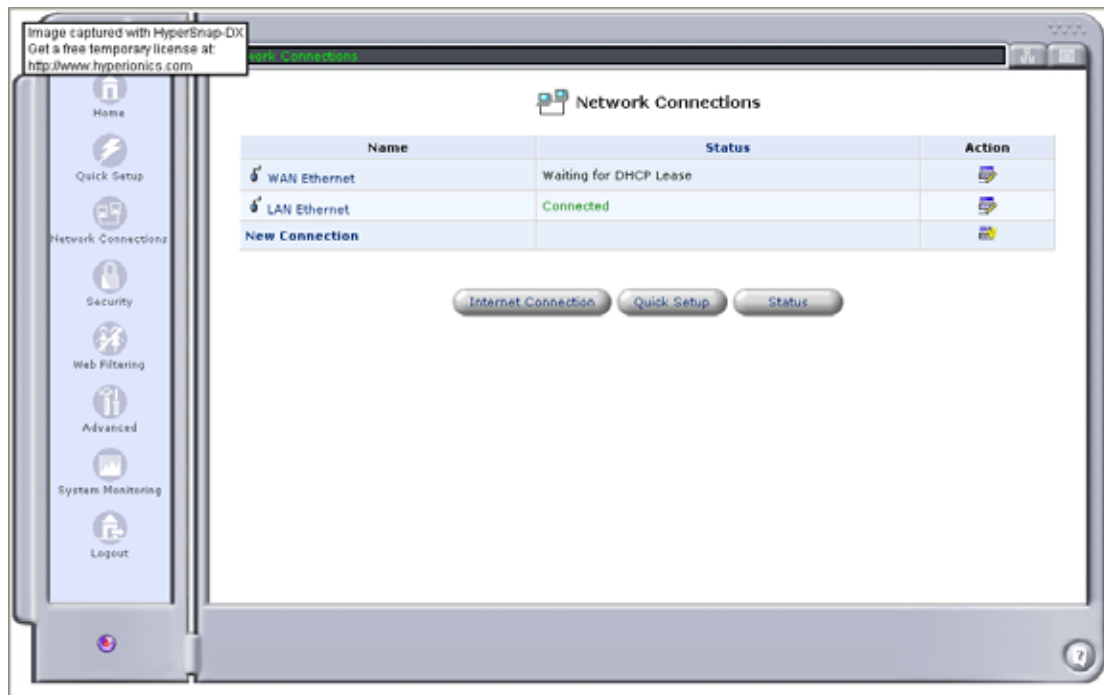 Image captured with HyperSnap-DX
Get a free temporary license at:
http://www.hyperionics.com
work Connections
Home
Quick Setup
Network Connections
Security
Web Filtering
Advanced
System Monitoring
Logout
Network Connections
Name Status Action
WAN Ethernet Waiting for DHCP Lease
LAN Ethernet Connected
New Connection
Internet Connection Quick Setup Status
?